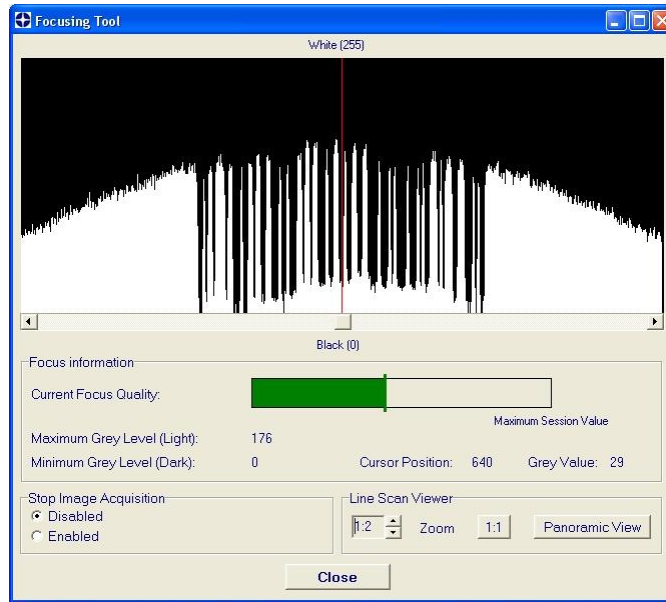 Focusing Tool
White (255)
Black (0)
Focus information
Current Focus Quality:
Maximum Session Value
Maximum Grey Level (Light): 176
Minimum Grey Level (Dark): 0 Cursor Position: 640 Grey Value: 29
Stop Image Acquisition
Disabled
Enabled
Line Scan Viewer
1:2 Zoom 1:1 Panoramic View
Close